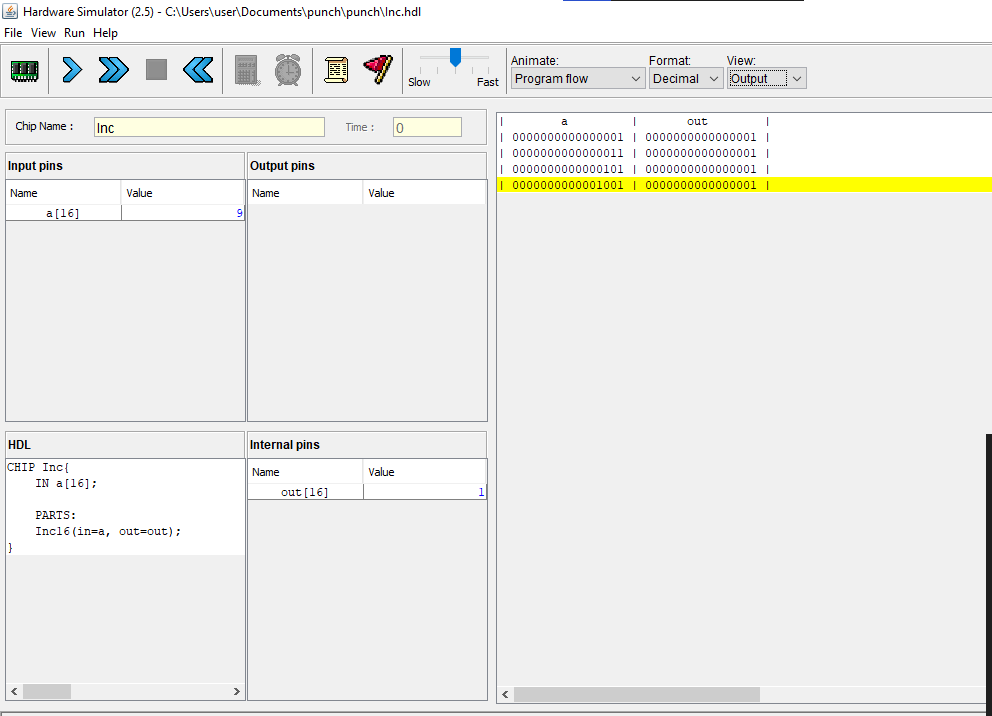 Hardware Simulator (2.5) - C:\Users\user\Documents\punch\punch\Inc.hdl
File View Run Help
Slow Fast
Animate: Format: View:
Program flow Decimal Output
Chip Name : Inc Time : 0
Input pins Output pins
Name Value Name Value
a[16] 9
| a | out |
| 0000000000000001 | 0000000000000001 |
| 0000000000000011 | 0000000000000001 |
| 0000000000000101 | 0000000000000001 |
| 0000000000001001 | 0000000000000001 |
HDL
CHIP Inc{
IN a[16];
PARTS:
Inc16(in=a, out=out);
}
Internal pins
Name Value
out[16] 1